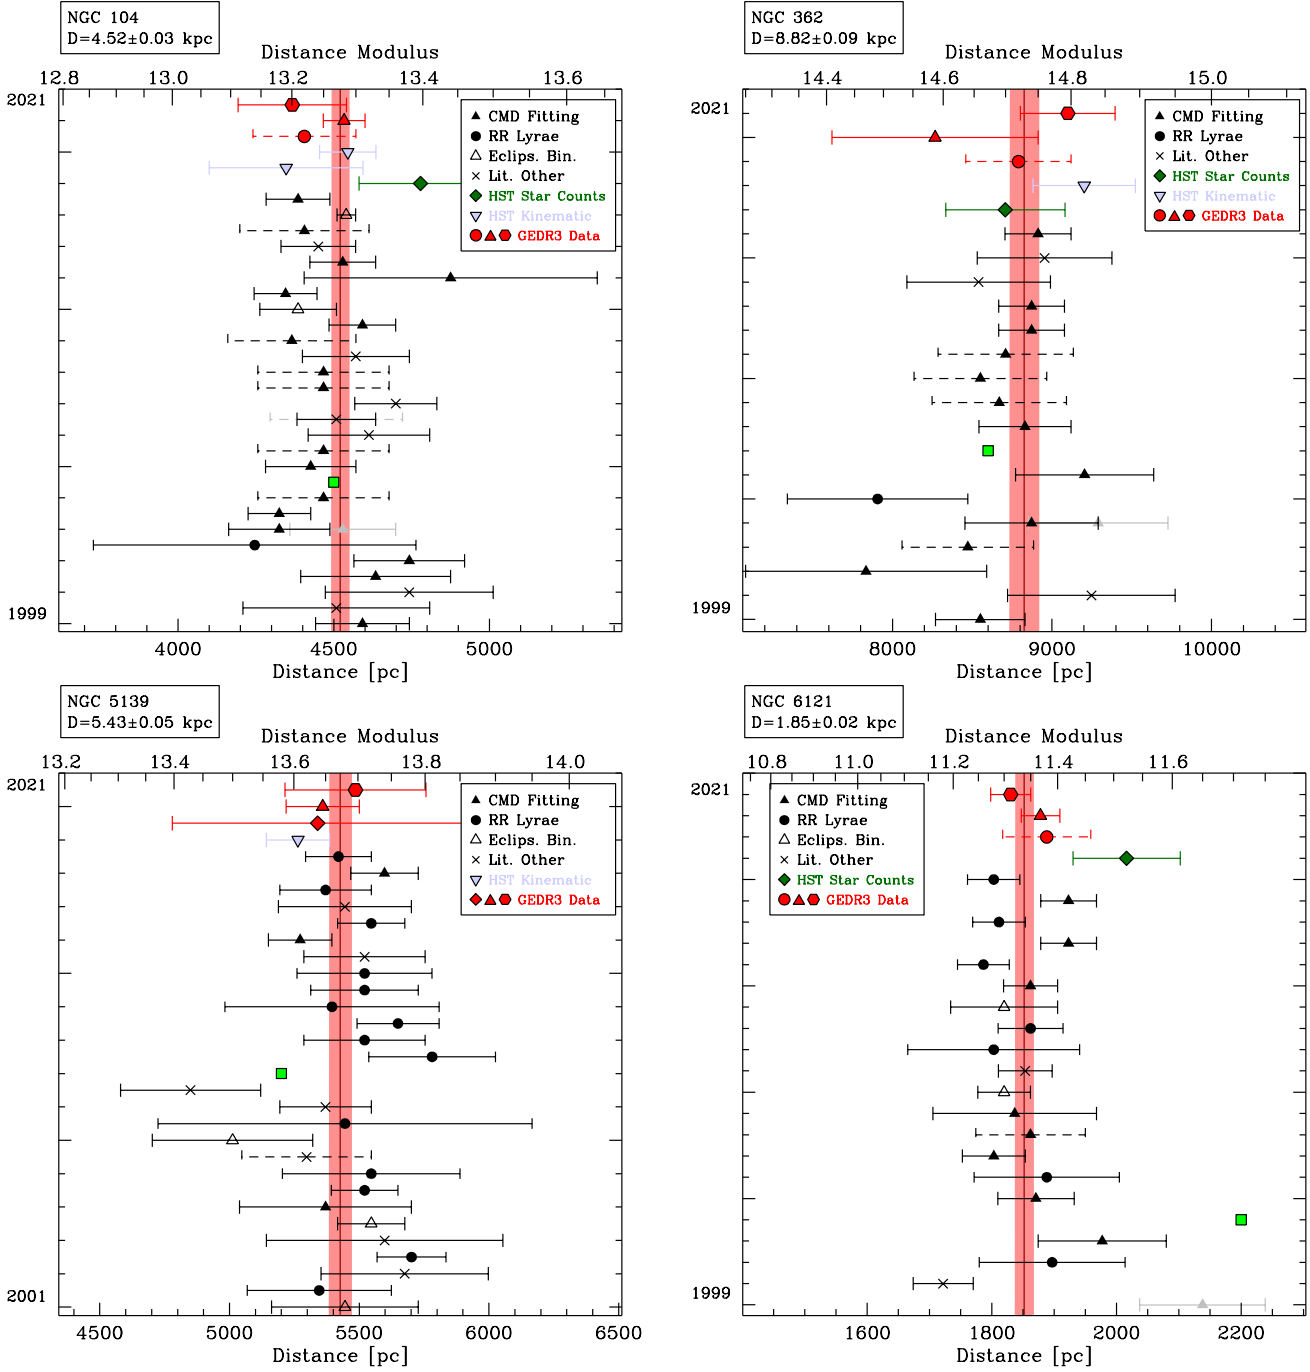 NGC 104
D=4.52±0.03 kpc
Distance Modulus
12.8 13.0 13.2 13.4 13.6
2021
CMD Fitting
RR Lyrae
Eclips. Bin.
Lit. Other
HST Star Counts
HST Kinematic
GEDR3 Data
1999
4000 4500 5000
Distance [pc]
NGC 362
D=8.82±0.09 kpc
Distance Modulus
14.4 14.6 14.8 15.0
2021
CMD Fitting
RR Lyrae
Lit. Other
HST Star Counts
HST Kinematic
GEDR3 Data
1999
8000 9000 10000
Distance [pc]
NGC 5139
D=5.43±0.05 kpc
Distance Modulus
13.2 13.4 13.6 13.8 14.0
2021
CMD Fitting
RR Lyrae
Eclips. Bin.
Lit. Other
HST Kinematic
GEDR3 Data
2001
4500 5000 5500 6000 6500
Distance [pc]
NGC 6121
D=1.85±0.02 kpc
Distance Modulus
10.8 11.0 11.2 11.4 11.6
2021
CMD Fitting
RR Lyrae
Eclips. Bin.
Lit. Other
HST Star Counts
GEDR3 Data
1999
1600 1800 2000 2200
Distance [pc]